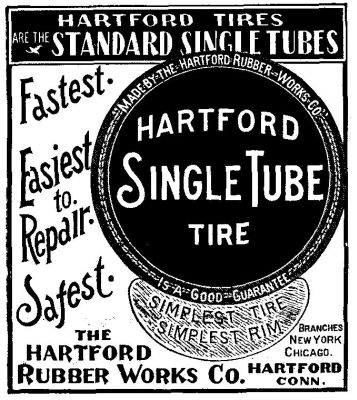 HARTFORD TIRES
ARE THE STANDARD SINGLE TUBES
Fastest.
Easiest
to.
Repair.
Safest.
"MADE·BY·THE·HARTFORD·RUBBER·WORKS·CO"
HARTFORD
SINGLE TUBE
TIRE
IS·A·GOOD·GUARANTEE
SIMPLEST TIRE
SIMPLEST RIM
THE
HARTFORD
RUBBER WORKS CO.
BRANCHES
NEW YORK
CHICAGO.
HARTFORD
CONN.